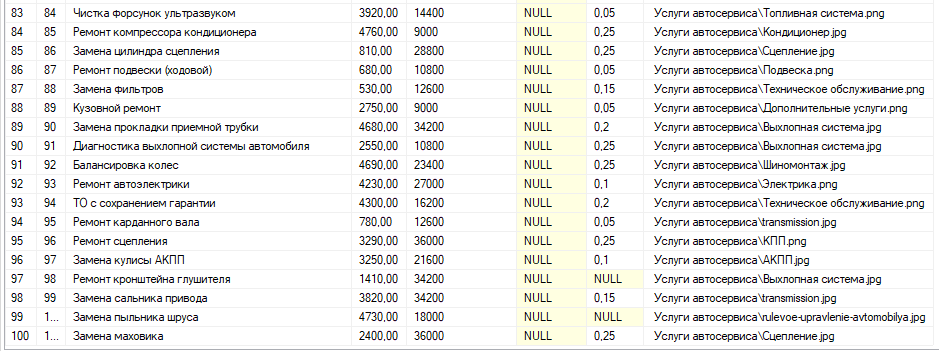 83 84 Чистка форсунок ультразвуком 3920,00 14400 NULL 0,05 Услуги автосервиса\Топливная система.png
84 85 Ремонт компрессора кондиционера 4760,00 9000 NULL 0,25 Услуги автосервиса\Кондиционер.jpg
85 86 Замена цилиндра сцепления 810,00 28800 NULL 0,25 Услуги автосервиса\Сцепление.jpg
86 87 Ремонт подвески (ходовой) 680,00 10800 NULL 0,05 Услуги автосервиса\Подвеска.png
87 88 Замена фильтров 530,00 12600 NULL 0,15 Услуги автосервиса\Техническое обслуживание.png
88 89 Кузовной ремонт 2750,00 9000 NULL 0,05 Услуги автосервиса\Дополнительные услуги.png
89 90 Замена прокладки приемной трубки 4680,00 34200 NULL 0,2 Услуги автосервиса\Выхлопная система.jpg
90 91 Диагностика выхлопной системы автомобиля 2550,00 10800 NULL 0,25 Услуги автосервиса\Выхлопная система.jpg
91 92 Балансировка колес 4690,00 23400 NULL 0,25 Услуги автосервиса\Шиномонтаж.jpg
92 93 Ремонт автоэлектрики 4230,00 27000 NULL 0,1 Услуги автосервиса\Электрика.png
93 94 ТО с сохранением гарантии 4300,00 16200 NULL 0,2 Услуги автосервиса\Техническое обслуживание.png
94 95 Ремонт карданного вала 780,00 12600 NULL 0,05 Услуги автосервиса\transmission.jpg
95 96 Ремонт сцепления 3290,00 36000 NULL 0,25 Услуги автосервиса\КПП.png
96 97 Замена кулисы АКПП 3250,00 21600 NULL 0,1 Услуги автосервиса\АКПП.jpg
97 98 Ремонт кронштейна глушителя 1410,00 34200 NULL NULL Услуги автосервиса\Выхлопная система.jpg
98 99 Замена сальника привода 3820,00 34200 NULL 0,15 Услуги автосервиса\transmission.jpg
99 1... Замена пыльника шруса 4730,00 18000 NULL NULL Услуги автосервиса\rulevoe-upravlenie-avtomobilya.jpg
100 1... Замена маховика 2400,00 36000 NULL 0,25 Услуги автосервиса\Сцепление.jpg